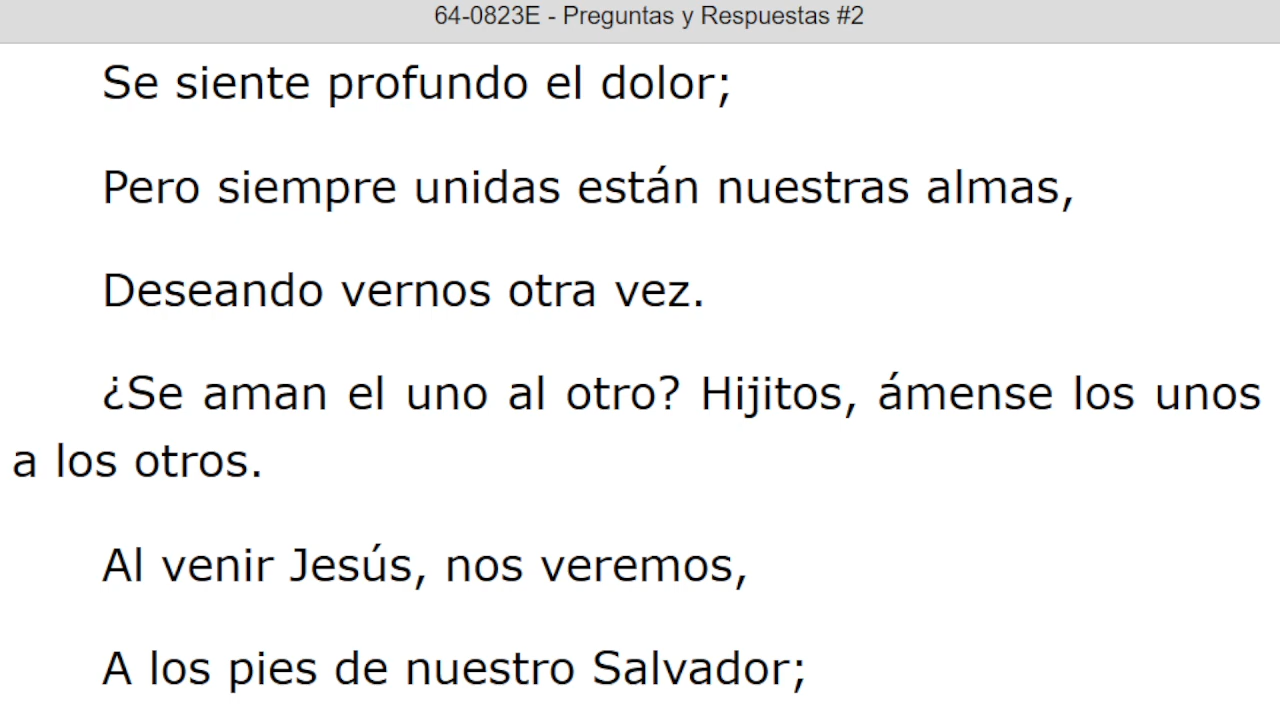 64-0823E - Preguntas y Respuestas #2
Se siente profundo el dolor;
Pero siempre unidas están nuestras almas,
Deseando vernos otra vez.
¿Se aman el uno al otro? Hijitos, ámense los unos
a los otros.
Al venir Jesús, nos veremos,
A los pies de nuestro Salvador;